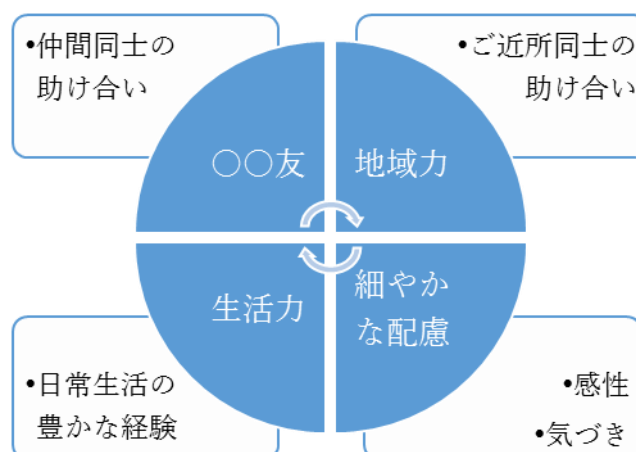 •仲間同士の
助け合い
•ご近所同士の
助け合い
〇〇友
地域力
生活力
細やか
な配慮
•日常生活の
豊かな経験
•感性
•気づき